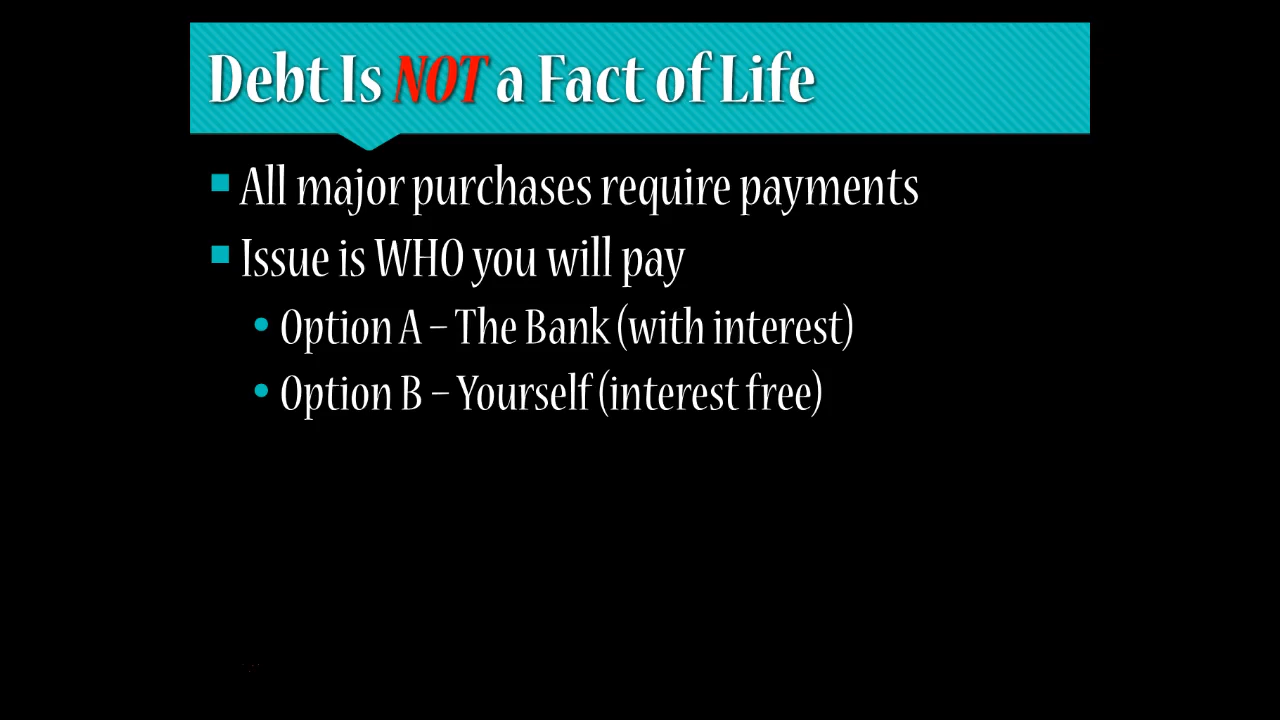 Debt Is NOT a Fact of Life
All major purchases require payments
Issue is WHO you will pay
Option A – The Bank (with interest)
Option B – Yourself (interest free)